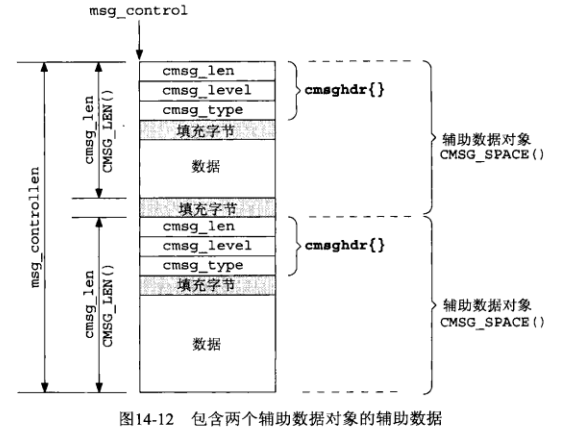 msg_control
cmsg_len
cmsg_level
cmsg_type
cmsghdr{}
填充字节
数据
填充字节
cmsg_len
CMSG_LEN()
辅助数据对象
CMSG_SPACE()
msg_controllen
cmsg_len
cmsg_level
cmsg_type
cmsghdr{}
填充字节
数据
cmsg_len
CMSG_LEN()
辅助数据对象
CMSG_SPACE()
图14-12 包含两个辅助数据对象的辅助数据